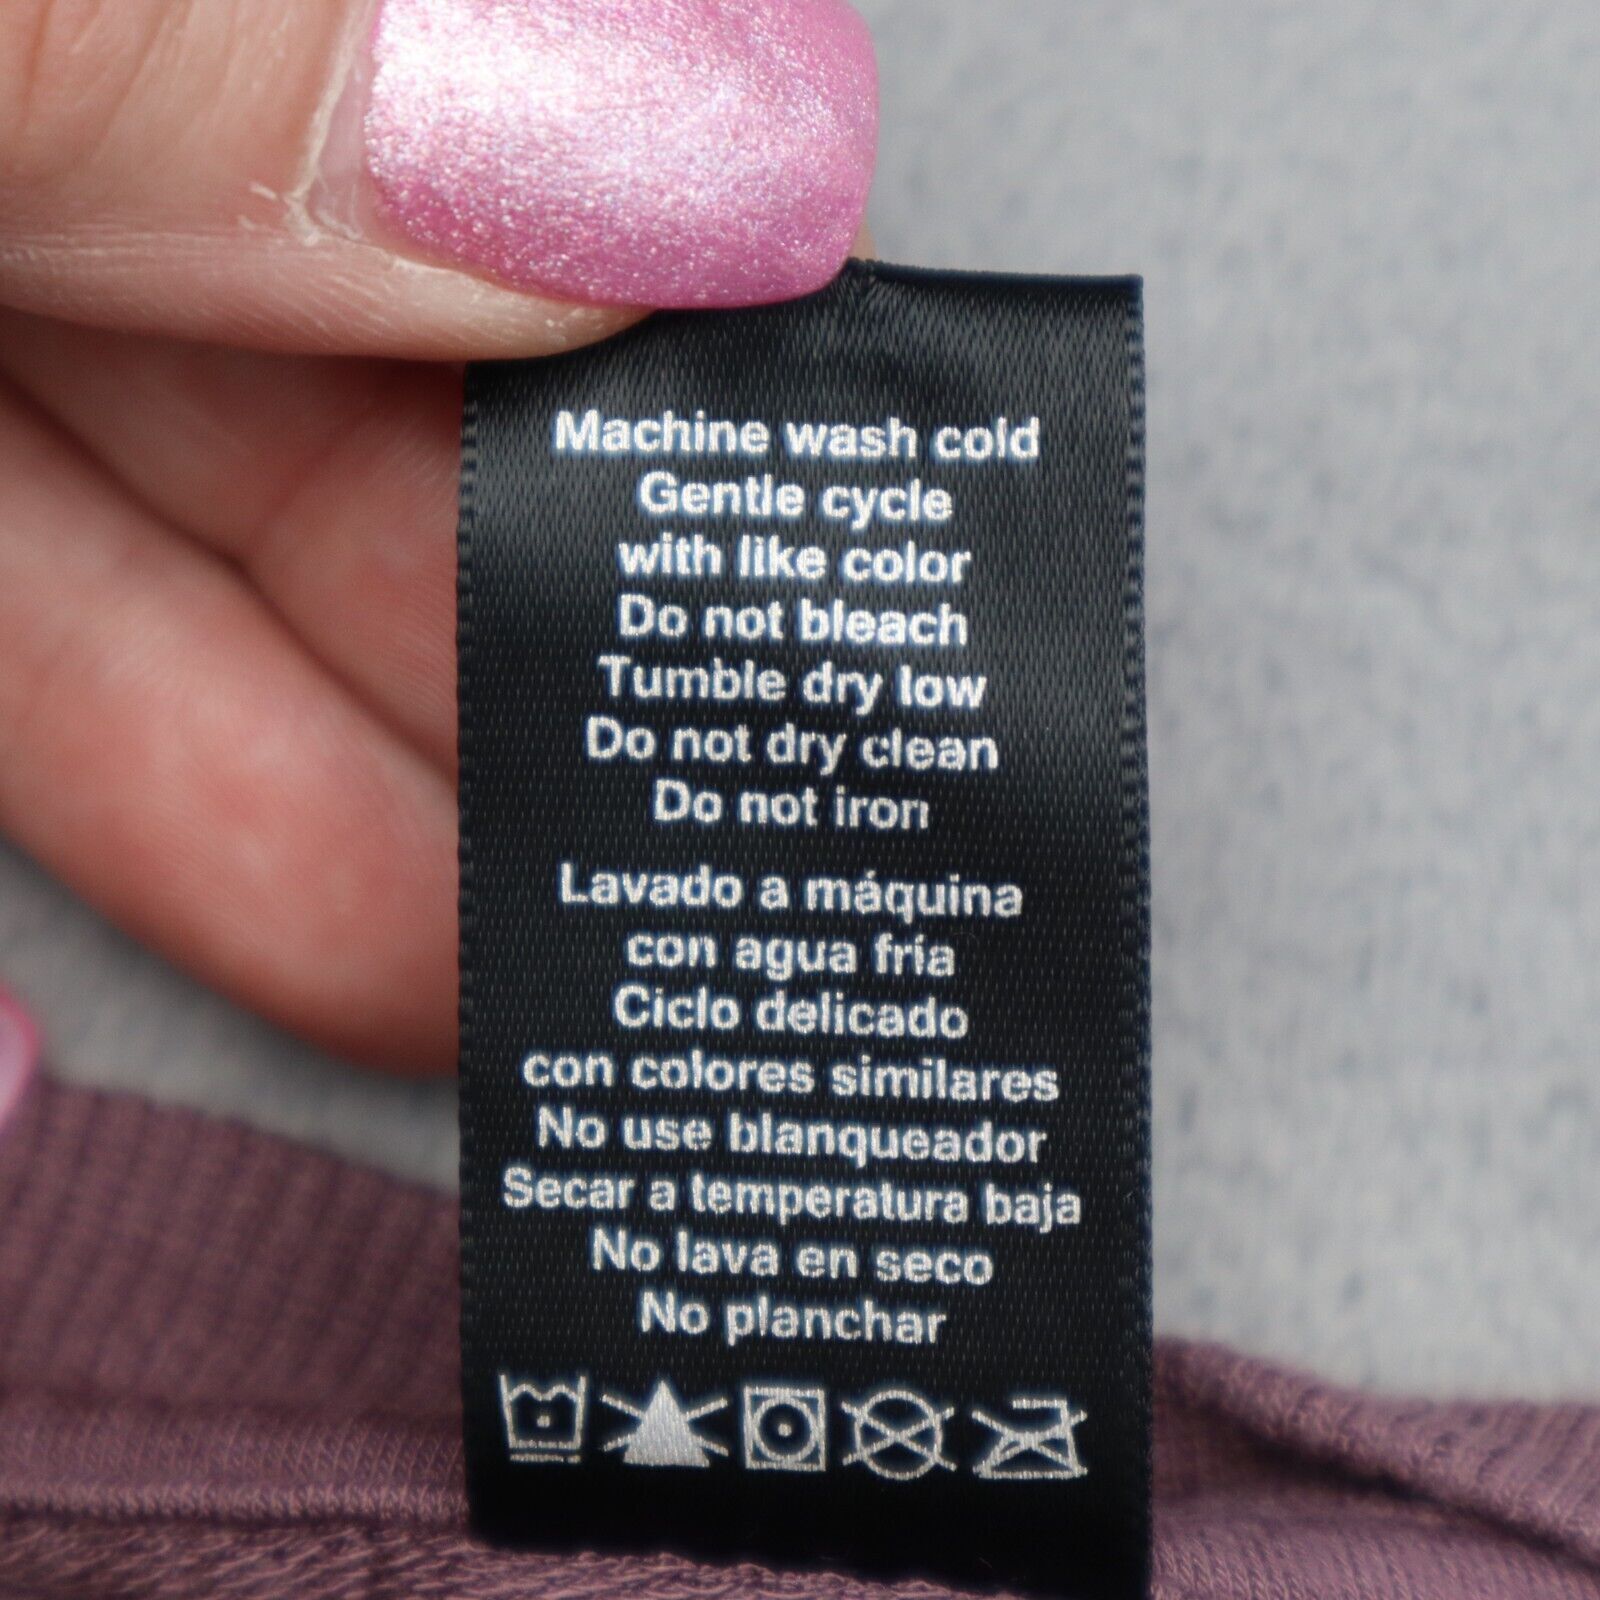 Machine wash cold
Gentle cycle
with like color
Do not bleach
Tumble dry low
Do not dry clean
Do not iron
Lavado a máquina
con agua fría
Ciclo delicado
con colores similares
No use blanqueador
Secar a temperatura baja
No lava en seco
No planchar